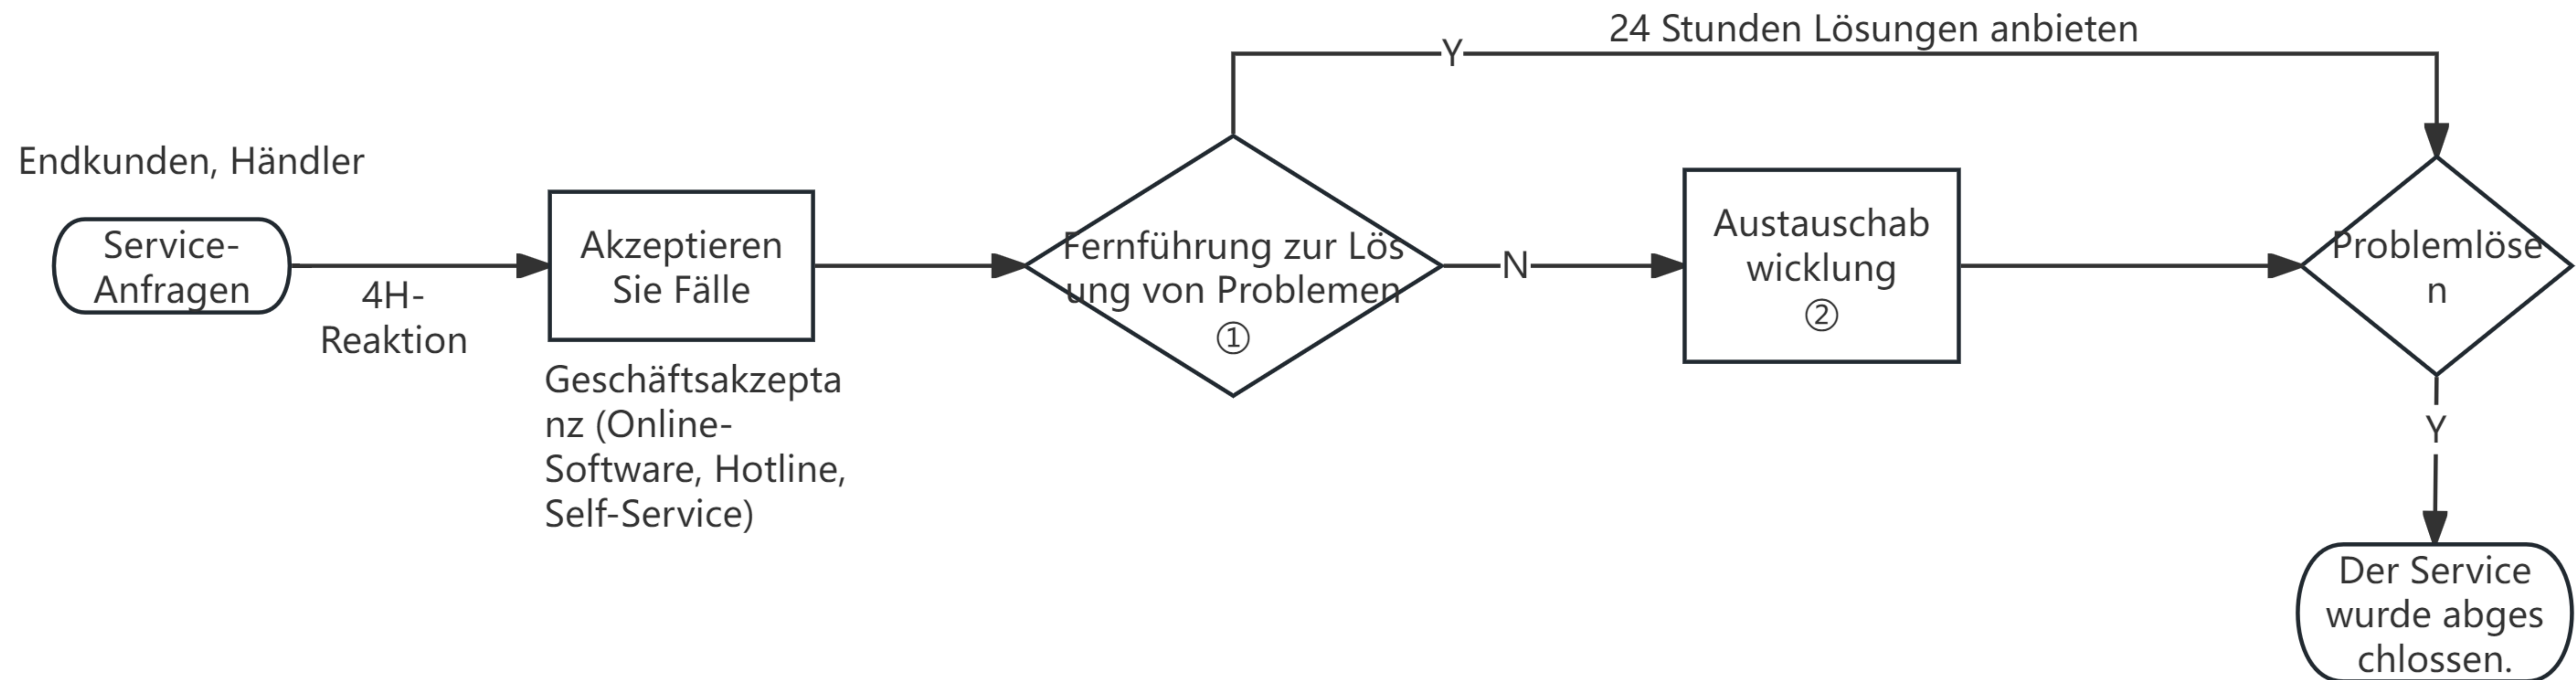 24 Stunden Lösungen anbieten
Y
Endkunden, Händler
Service-
Anfragen
4H-
Reaktion
Akzeptieren
Sie Fälle
Geschäftsakzepta
nz (Online-
Software, Hotline,
Self-Service)
Fernführung zur Lös
ung von Problemen
①
N
Austauschab
wicklung
②
Problemlöse
n
Y
Der Service
wurde abges
chlossen.